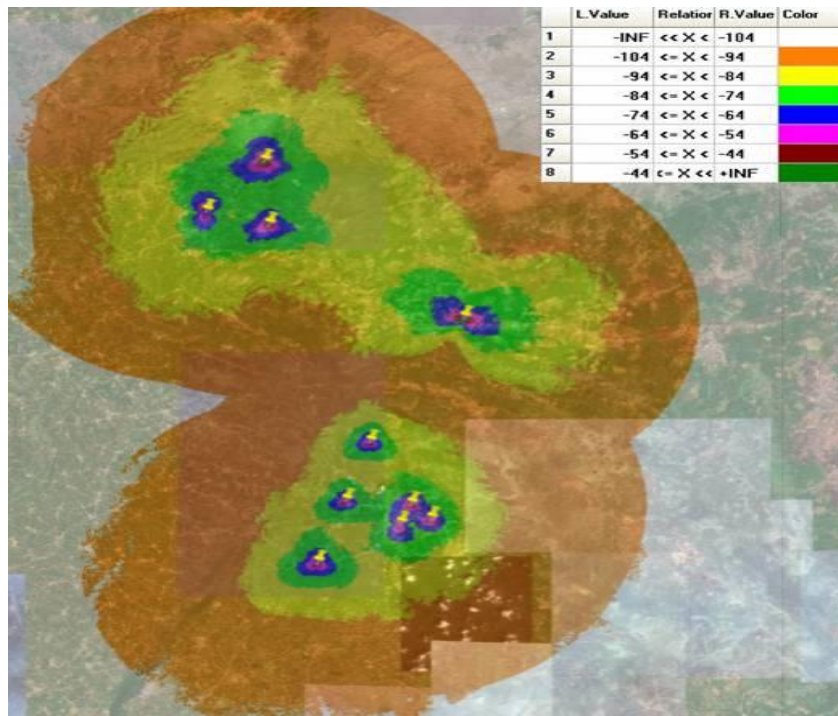 L.Value Relatior R.Value Color
1 -INF << X < -104
2 -104 <= X < -94
3 -94 <= X < -84
4 -84 <= X < -74
5 -74 <= X < -64
6 -64 <= X < -54
7 -54 <= X < -44
8 -44 <= X << +INF